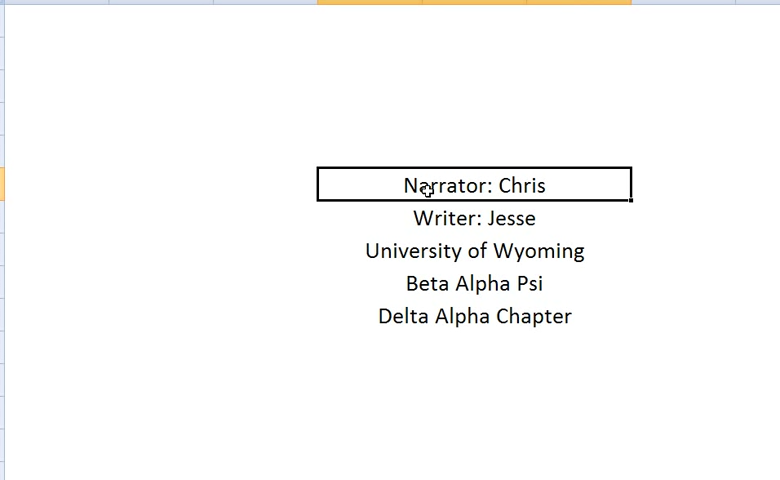 Narrator: Chris
Writer: Jesse
University of Wyoming
Beta Alpha Psi
Delta Alpha Chapter